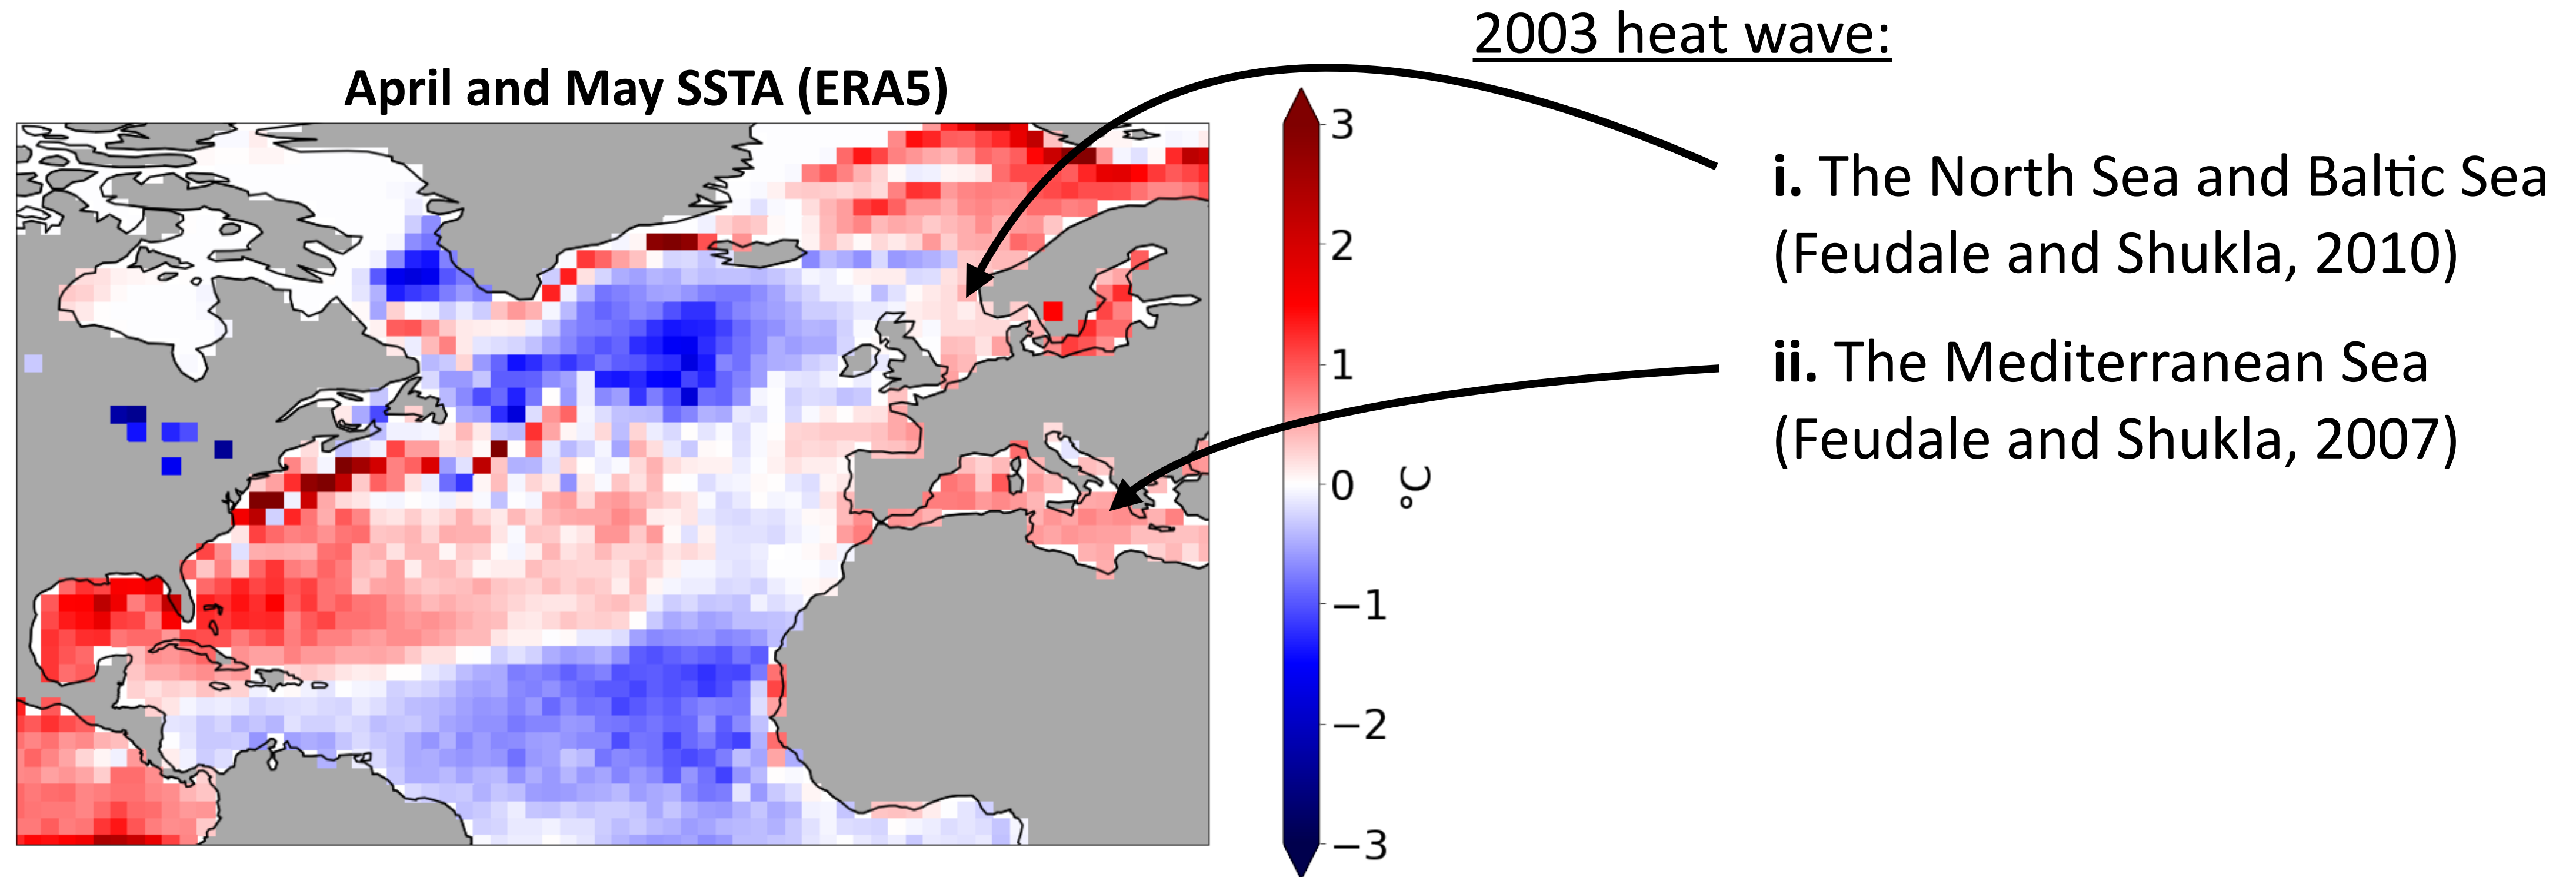 2003 heat wave:
April and May SSTA (ERA5)
3
2
1
0
−1
−2
−3
°C
i. The North Sea and Baltic Sea
(Feudale and Shukla, 2010)
ii. The Mediterranean Sea
(Feudale and Shukla, 2007)